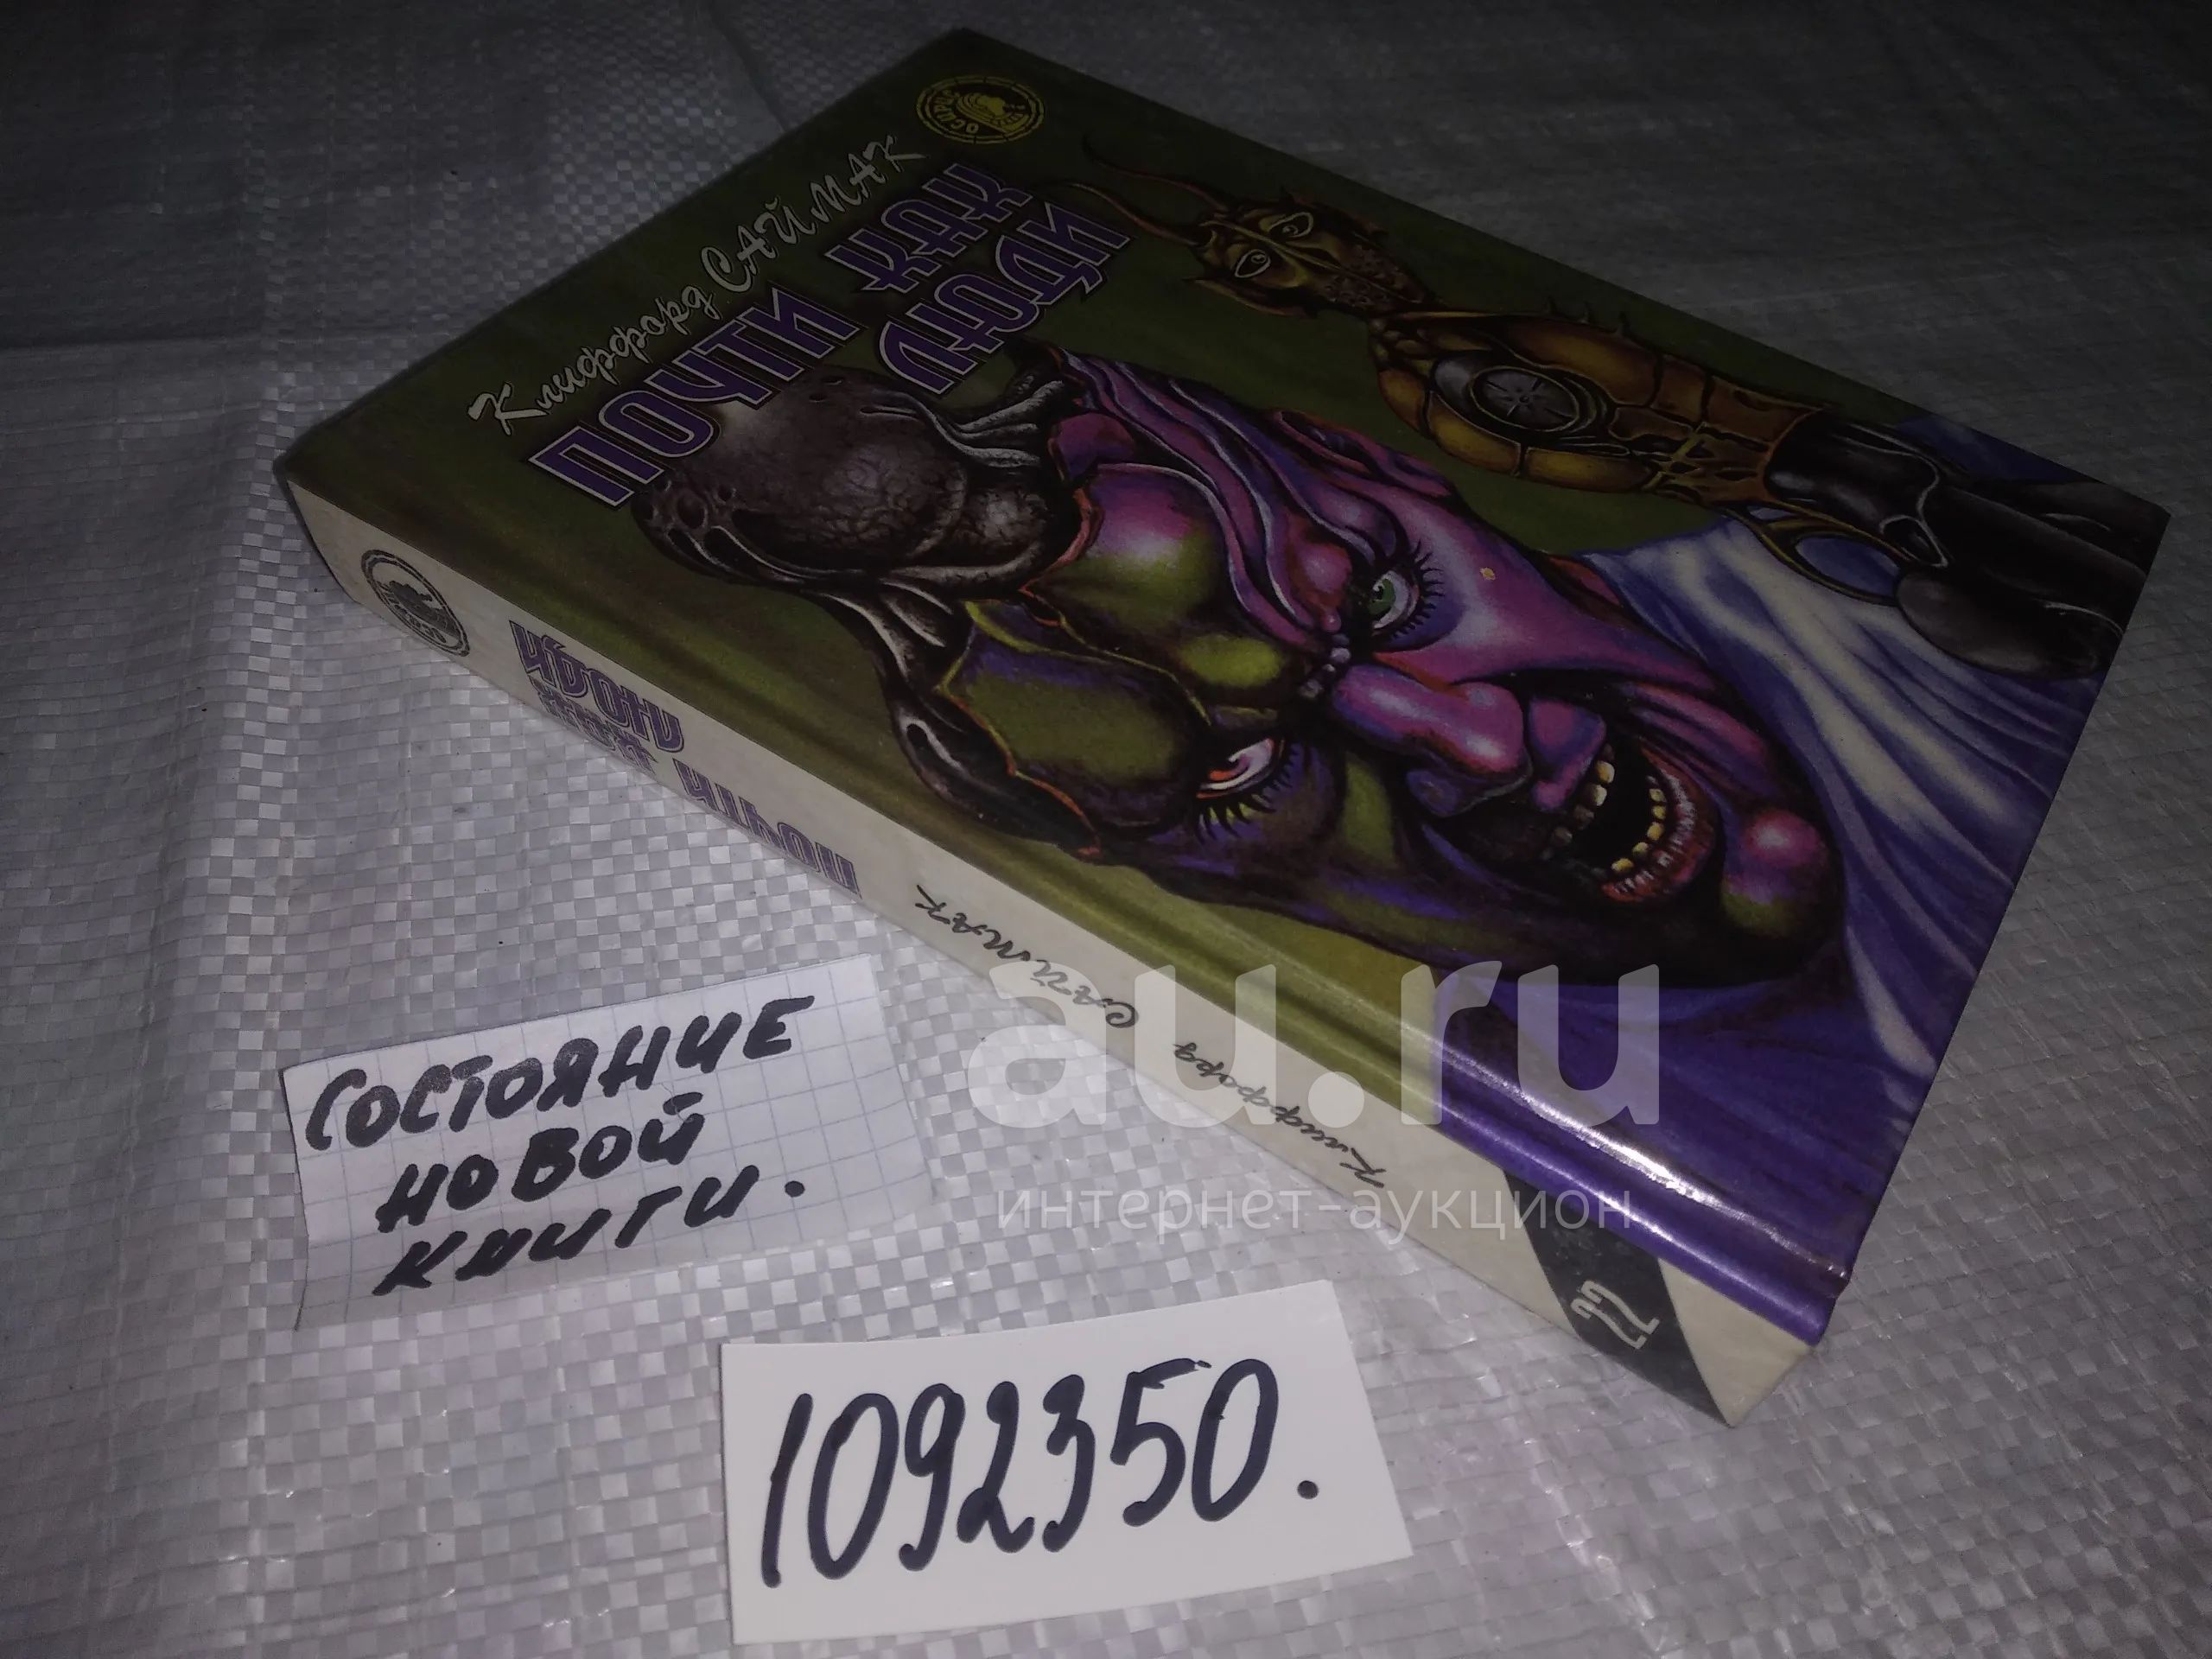 ОСИРИС
Клиффорд САЙМАК
ПОЧТИ КАК
ЛЮДИ
Клиффорд САЙМАК
ПОЧТИ КАК
ЛЮДИ
22
au.ru
интернет-аукцион
СОСТОЯНИЕ
НОВОЙ
КНИГИ.
1092350.